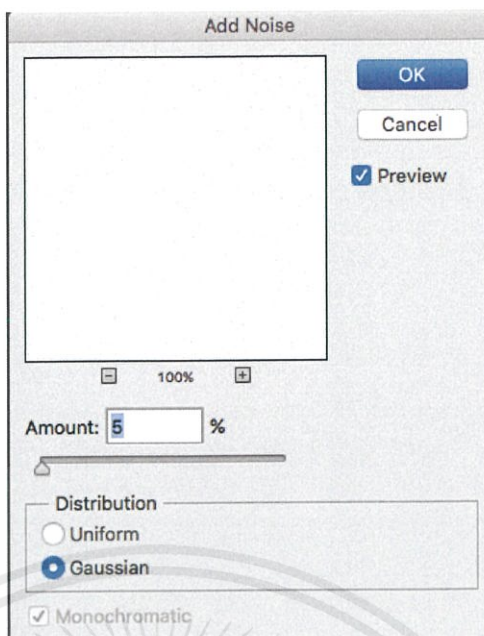 Add Noise
OK
Cancel
Preview
100%
Amount: 5 %
Distribution
Uniform
Gaussian
Monochromatic